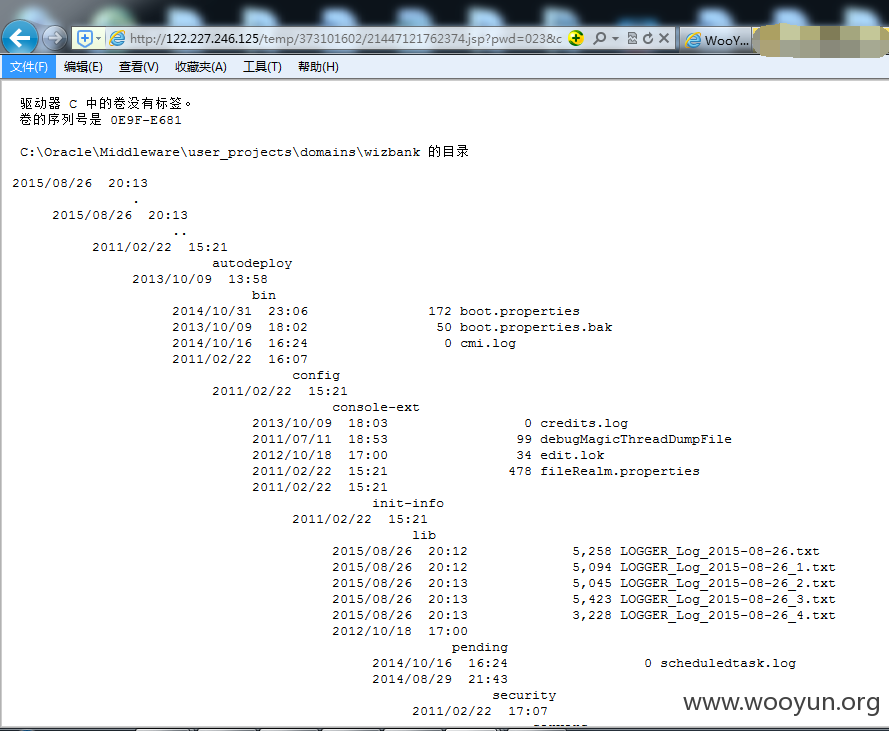 http://122.227.246.125/temp/373101602/21447121762374.jsp?pwd=023&c
WooY...
文件(F) 编辑(E) 查看(V) 收藏夹(A) 工具(T) 帮助(H)
驱动器 C 中的卷没有标签。
卷的序列号是 0E9F-E681
C:\Oracle\Middleware\user_projects\domains\wizbank 的目录
2015/08/26 20:13
.
2015/08/26 20:13
..
2011/02/22 15:21
autodeploy
2013/10/09 13:58
bin
2014/10/31 23:06 172 boot.properties
2013/10/09 18:02 50 boot.properties.bak
2014/10/16 16:24 0 cmi.log
2011/02/22 16:07
config
2011/02/22 15:21
console-ext
2013/10/09 18:03 0 credits.log
2011/07/11 18:53 99 debugMagicThreadDumpFile
2012/10/18 17:00 34 edit.lok
2011/02/22 15:21 478 fileRealm.properties
2011/02/22 15:21
init-info
2011/02/22 15:21
lib
2015/08/26 20:12 5,258 LOGGER_Log_2015-08-26.txt
2015/08/26 20:12 5,094 LOGGER_Log_2015-08-26_1.txt
2015/08/26 20:13 5,045 LOGGER_Log_2015-08-26_2.txt
2015/08/26 20:13 5,423 LOGGER_Log_2015-08-26_3.txt
2015/08/26 20:13 3,228 LOGGER_Log_2015-08-26_4.txt
2012/10/18 17:00
pending
2014/10/16 16:24 0 scheduledtask.log
2014/08/29 21:43
security
2011/02/22 17:07
www.wooyun.org